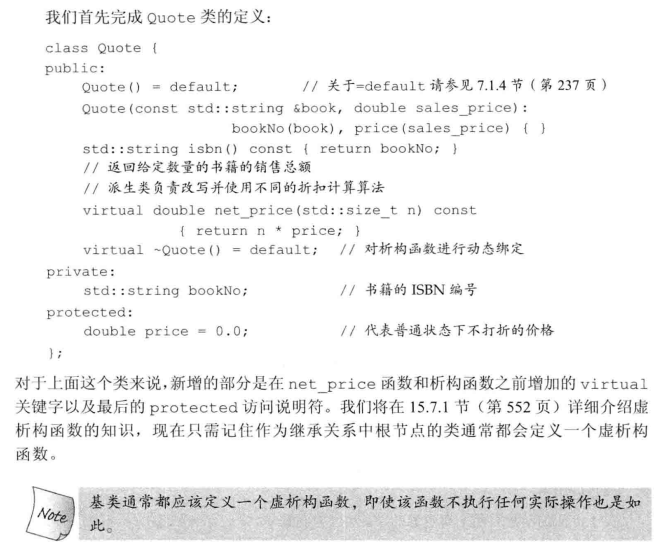 我们首先完成 Quote 类的定义：
class Quote {
public:
Quote() = default; // 关于=default 请参见 7.1.4 节（第 237 页）
Quote(const std::string &book, double sales_price):
bookNo(book), price(sales_price) { }
std::string isbn() const { return bookNo; }
// 返回给定数量的书籍的销售总额
// 派生类负责改写并使用不同的折扣计算算法
virtual double net_price(std::size_t n) const
{ return n * price; }
virtual ~Quote() = default; // 对析构函数进行动态绑定
private:
std::string bookNo; // 书籍的 ISBN 编号
protected:
double price = 0.0; // 代表普通状态下不打折的价格
};
对于上面这个类来说，新增的部分是在 net_price 函数和析构函数之前增加的 virtual
关键字以及最后的 protected 访问说明符。我们将在 15.7.1 节（第 552 页）详细介绍虚
析构函数的知识，现在只需记住作为继承关系中根节点的类通常都会定义一个虚析构
函数。
Note 基类通常都应该定义一个虚析构函数，即使该函数不执行任何实际操作也是如
此。